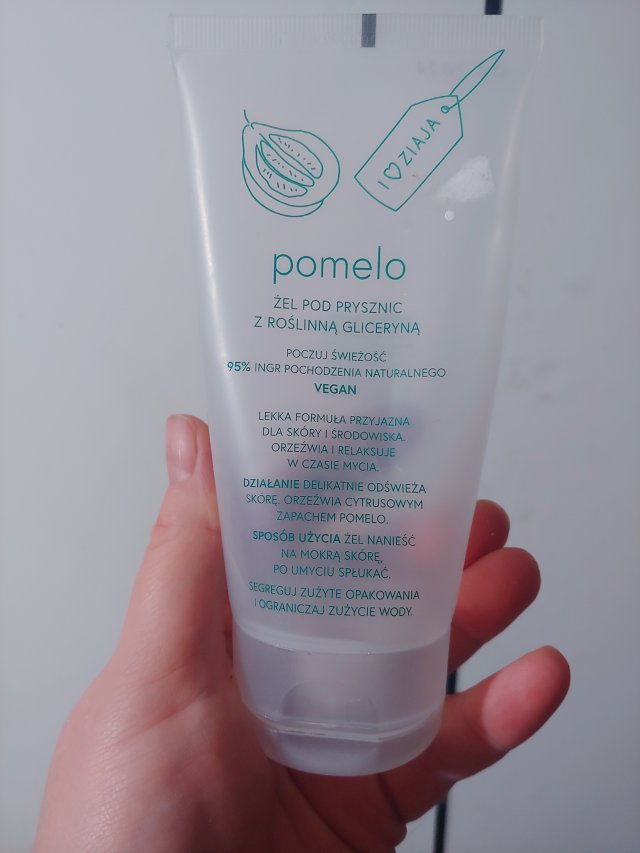 I ♡ ZIAJA
pomelo
ŻEL POD PRYSZNIC
Z ROŚLINNĄ GLICERYNĄ
POCZUJ ŚWIEŻOŚĆ
95% INGR POCHODZENIA NATURALNEGO
VEGAN
LEKKA FORMUŁA PRZYJAZNA
DLA SKÓRY I ŚRODOWISKA.
ORZEŹWIA I RELAKSUJE
W CZASIE MYCIA.
DZIAŁANIE DELIKATNIE ODŚWIEŻA
SKÓRĘ. ORZEŹWIA CYTRUSOWYM
ZAPACHEM POMELO.
SPOSÓB UŻYCIA ŻEL NANIEŚĆ
NA MOKRĄ SKÓRĘ,
PO UMYCIU SPŁUKAĆ.
SEGREGUJ ZUŻYTE OPAKOWANIA
I OGRANICZAJ ZUŻYCIE WODY.